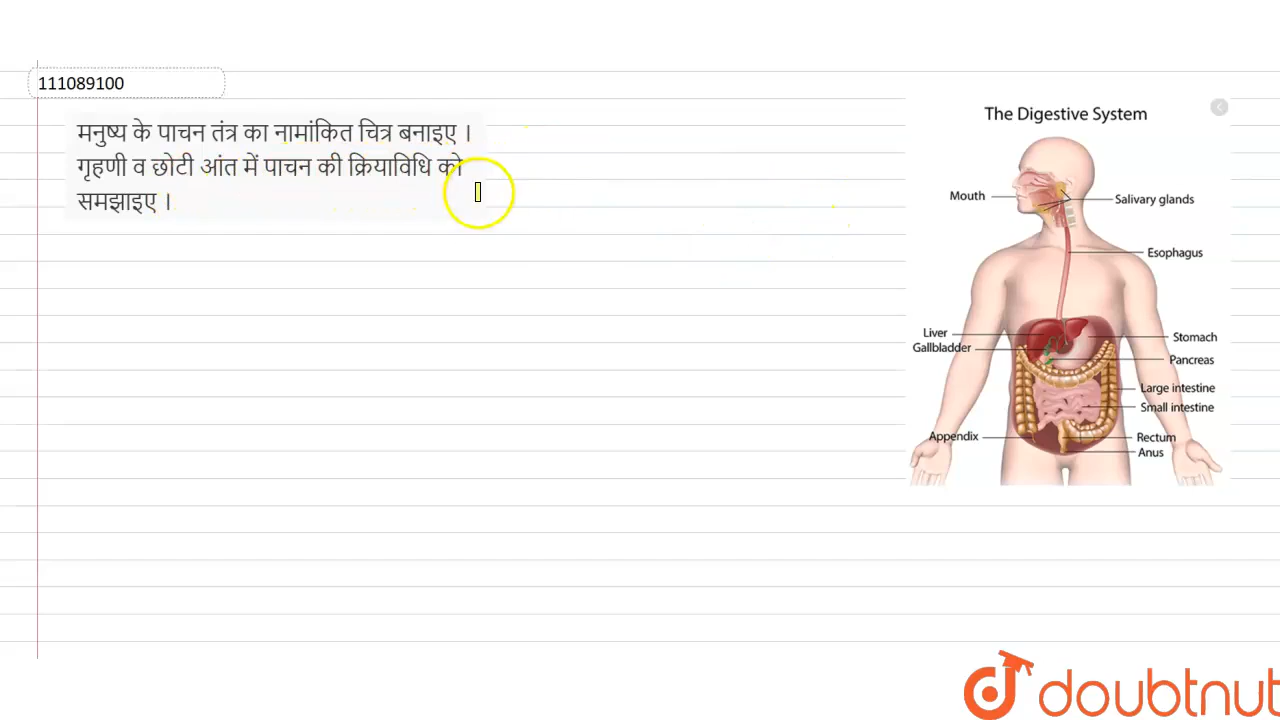 111089100
मनुष्य के पाचन तंत्र का नामांकित चित्र बनाइए ।
गृहणी व छोटी आंत में पाचन की क्रियाविधि को
समझाइए ।
The Digestive System
Mouth
Salivary glands
Esophagus
Liver
Gallbladder
Stomach
Pancreas
Large intestine
Small intestine
Appendix
Rectum
Anus
doubtnut